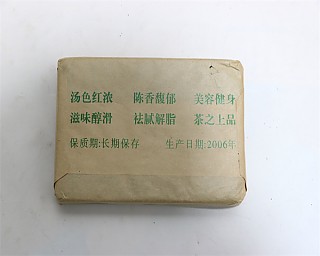 汤色红浓 陈香馥郁 美容健身
滋味醇滑 祛腻解脂 茶之上品
保质期:长期保存 生产日期:2006年